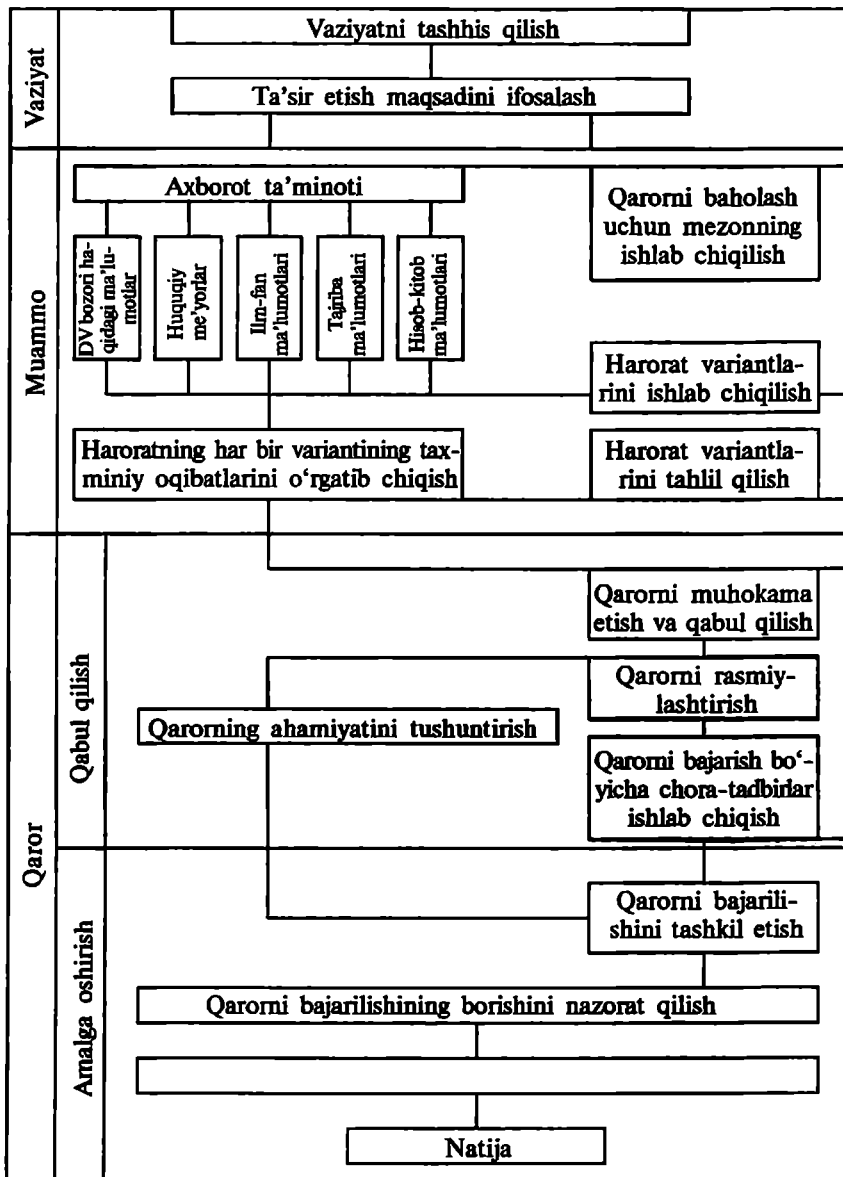 Vaziyat
Vaziyatni tashhis qilish
Ta'sir etish maqsadini ifosalash
Muammo
Axborot ta'minoti
DV bozori ha-
qidagi ma'lu-
motlar
Huquqiy
me'yorlar
Ilm-fan
ma'lumotlari
Tajriba
ma'lumotlari
Hisob-kitob
ma'lumotlari
Qarorni baholash
uchun mezonning
ishlab chiqilish
Harorat variantla-
rini ishlab chiqilish
Haroratning har bir variantining tax-
miniy oqibatlarini o‘rgatib chiqish
Harorat variantla-
rini tahlil qilish
Qaror
Qabul qilish
Qarorni muhokama
etish va qabul qilish
Qarorni rasmiy-
lashtirish
Qarorning ahamiyatini tushuntirish
Qarorni bajarish bo‘-
yicha chora-tadbirlar
ishlab chiqish
Amalga oshirish
Qarorni bajarili-
shini tashkil etish
Qarorni bajarilishining borishini nazorat qilish
Natija